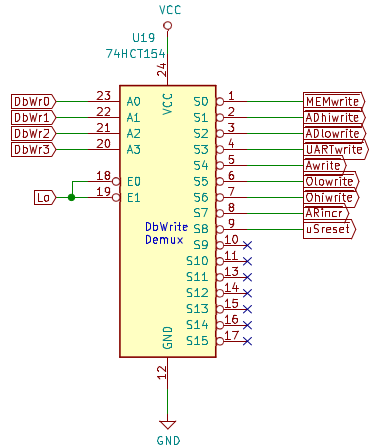 VCC
U19
74HCT154
24
VCC
DbWr0 23 A0 S0 1 MEMwrite
DbWr1 22 A1 S1 2 ADhiwrite
DbWr2 21 A2 S2 3 ADlowrite
DbWr3 20 A3 S3 4 UARTwrite
S4 5 Awrite
18 E0 S5 6 Olowrite
Lo 19 E1 S6 7 Ohiwrite
S7 8 ARincr
DbWrite S8 9 uSreset
Demux S9 10
S10 11
S11 13
S12 14
S13 15
S14 16
S15 17
GND
12
GND